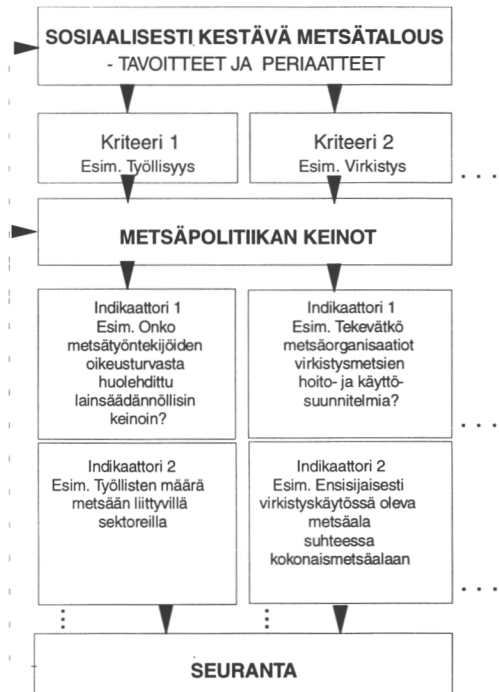 SOSIAALISESTI KESTÄVÄ METSÄTALOUS
- TAVOITTEET JA PERIAATTEET
Kriteeri 1
Esim. Työllisyys
Kriteeri 2
Esim. Virkistys
. . .
METSÄPOLITIIKAN KEINOT
Indikaattori 1
Esim. Onko
metsätyöntekijöiden
oikeusturvasta
huolehdittu
lainsäädännöllisin
keinoin?
Indikaattori 1
Esim. Tekevätkö
metsäorganisaatiot
virkistysmetsien
hoito- ja käyttö-
suunnitelmia?
. . .
Indikaattori 2
Esim. Työllisten määrä
metsään liittyvillä
sektoreilla
Indikaattori 2
Esim. Ensisijaisesti
virkistyskäytössä oleva
metsäala
suhteessa
kokonaismetsäalaan
. . .
SEURANTA